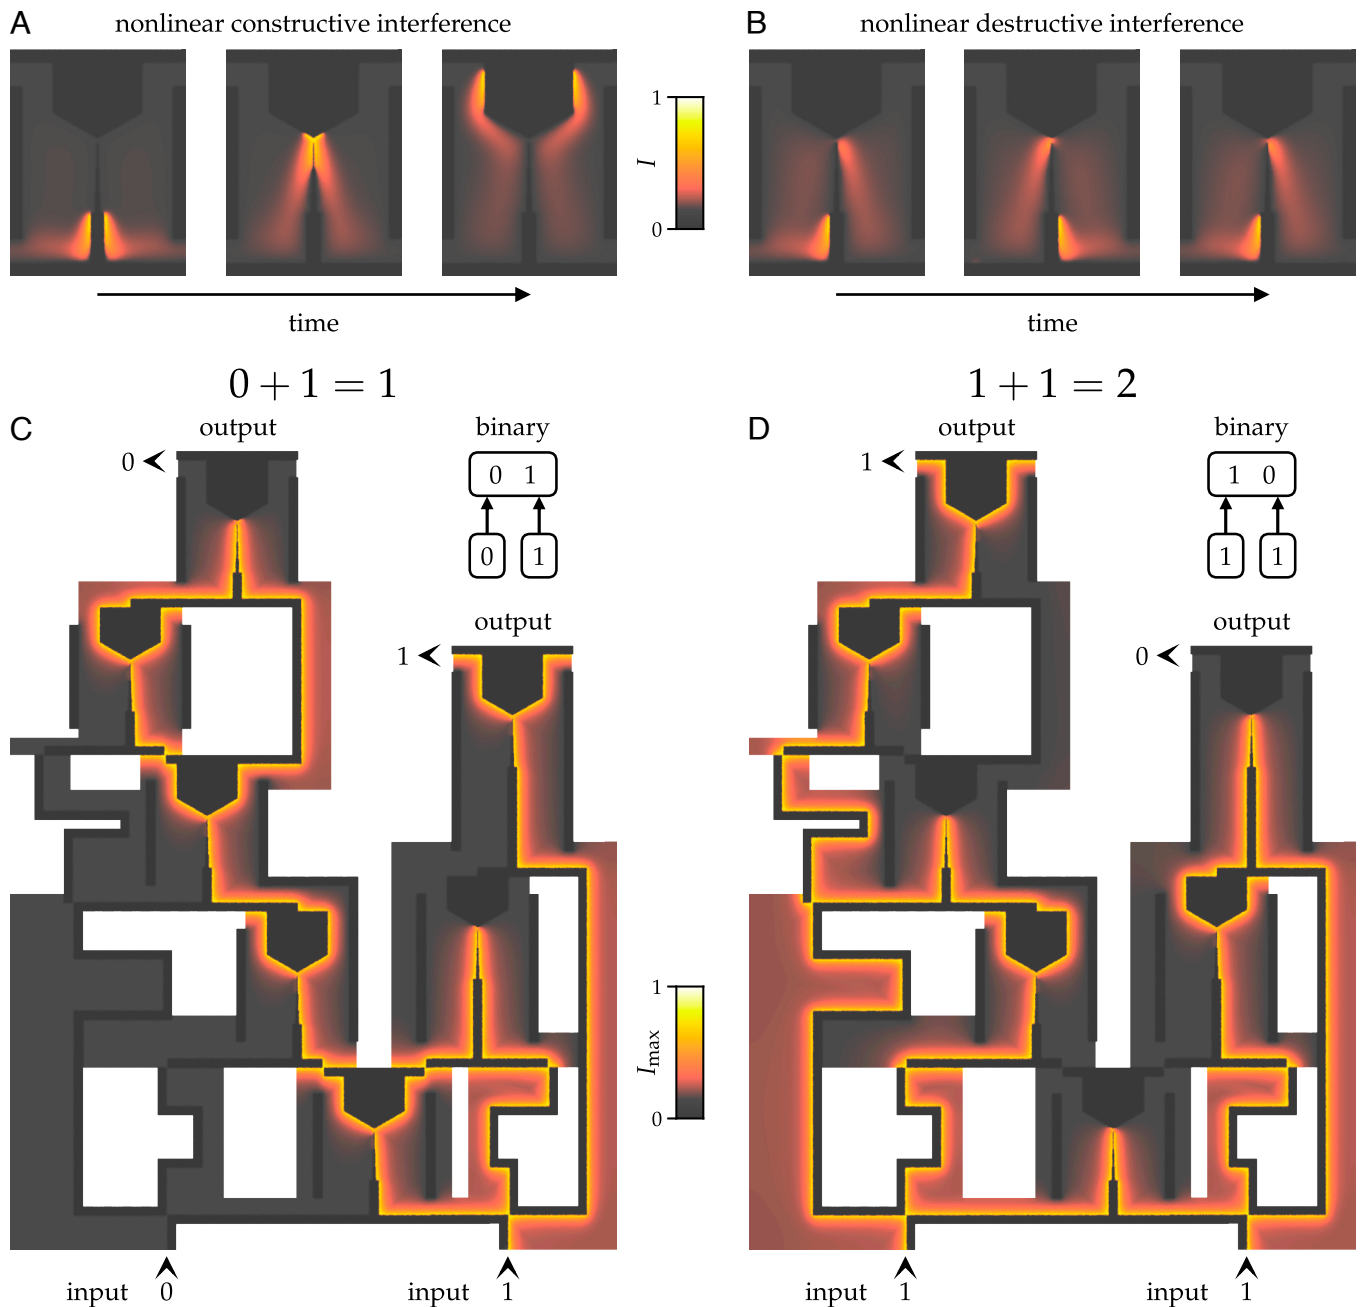 A
nonlinear constructive interference
1
I
0
time
B
nonlinear destructive interference
time
0 + 1 = 1
C
output
0
binary
0 1
0 1
output
1
1
Imax
0
input 0
input 1
1 + 1 = 2
D
output
1
binary
1 0
1 1
output
0
input 1
input 1